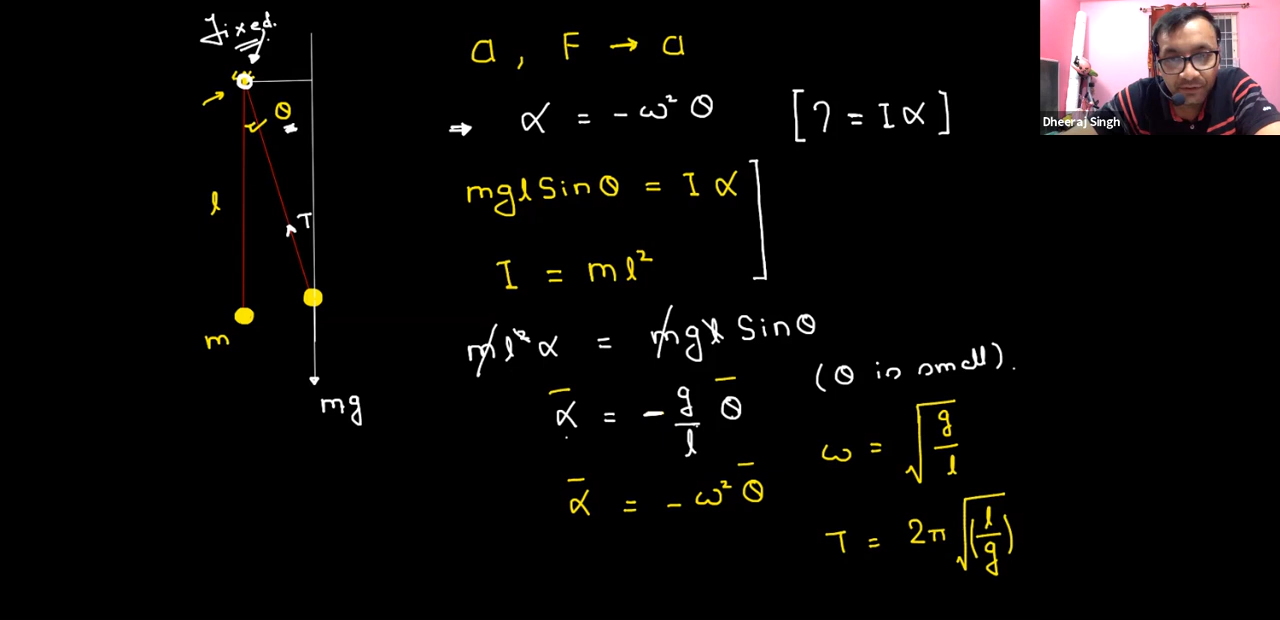 Fixed.
θ
l
T
m
mg
a , F → a
⇒ α = -ω² θ [? = I α]
mgl Sin θ = I α
I = ml²
ml² α = mgl Sin θ
(θ is small).
ᾱ = - g/l θ̄
ω = √(g/l)
ᾱ = - ω² θ̄
T = 2π √(l/g)
Dheeraj Singh